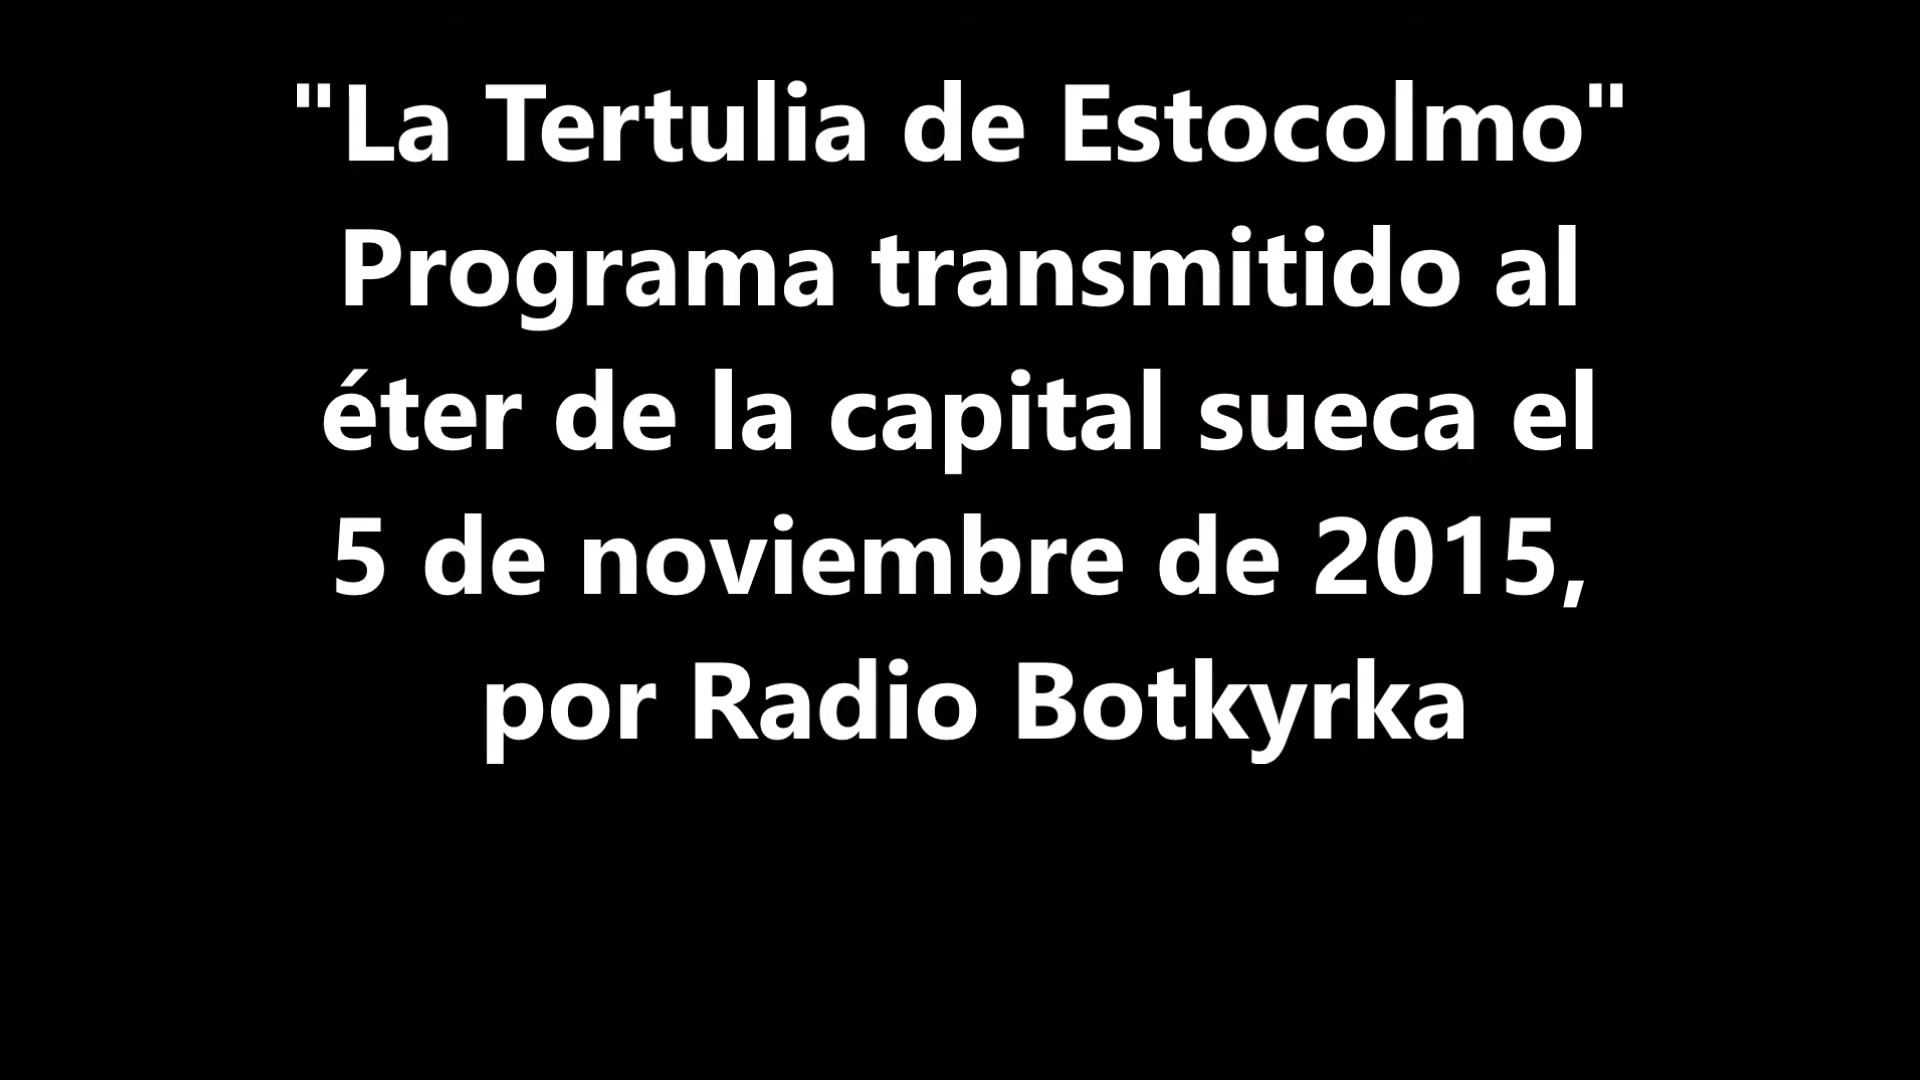 "La Tertulia de Estocolmo"
Programa transmitido al
éter de la capital sueca el
5 de noviembre de 2015,
por Radio Botkyrka